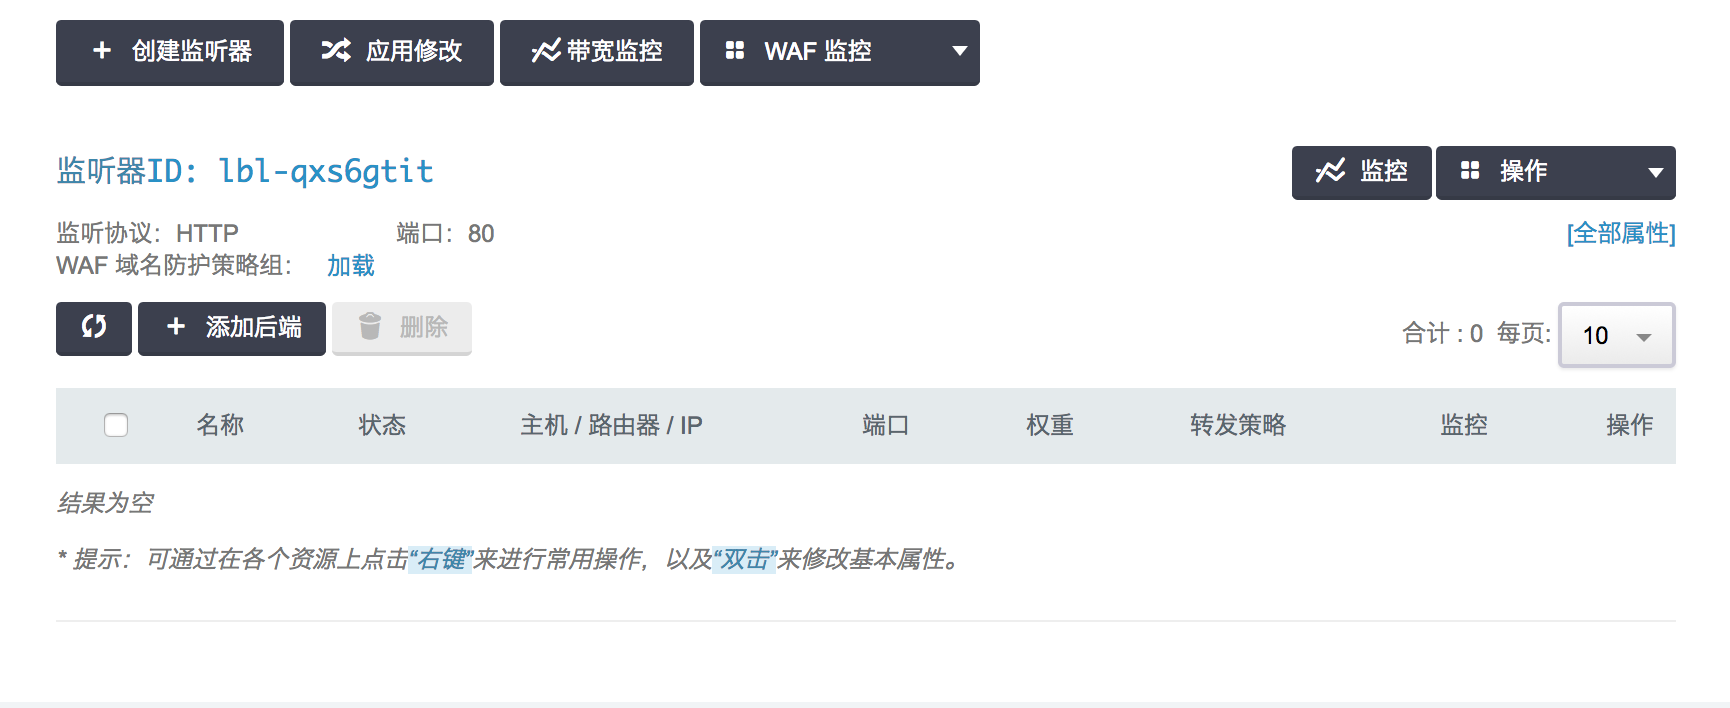 创建监听器 应用修改 带宽监控 WAF 监控
监听器ID: lbl-qxs6gtit 监控 操作
监听协议: HTTP 端口: 80 [全部属性]
WAF 域名防护策略组: 加载
添加后端 删除 合计 : 0 每页: 10
名称 状态 主机 / 路由器 / IP 端口 权重 转发策略 监控 操作
结果为空
* 提示：可通过在各个资源上点击“右键”来进行常用操作，以及“双击”来修改基本属性。